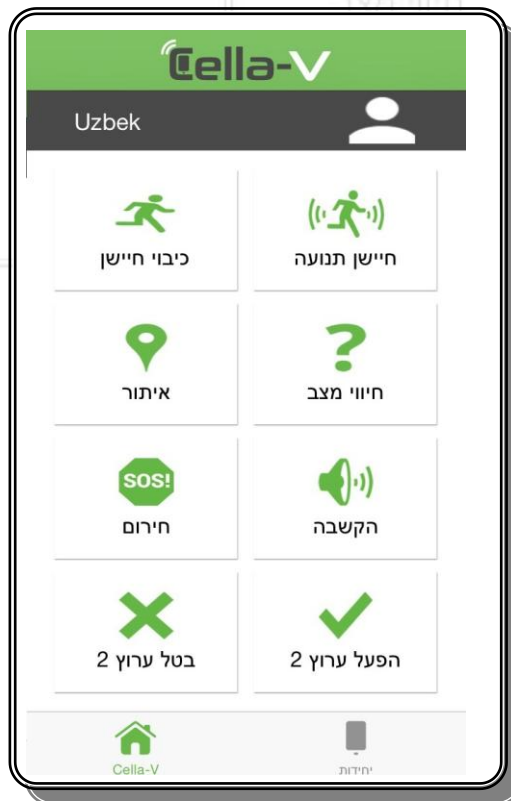 Cella-V
Uzbek
חיישן תנועה
כיבוי חיישן
חיווי מצב
איתור
הקשבה
SOS!
חירום
הפעל ערוץ 2
בטל ערוץ 2
יחידות
Cella-V